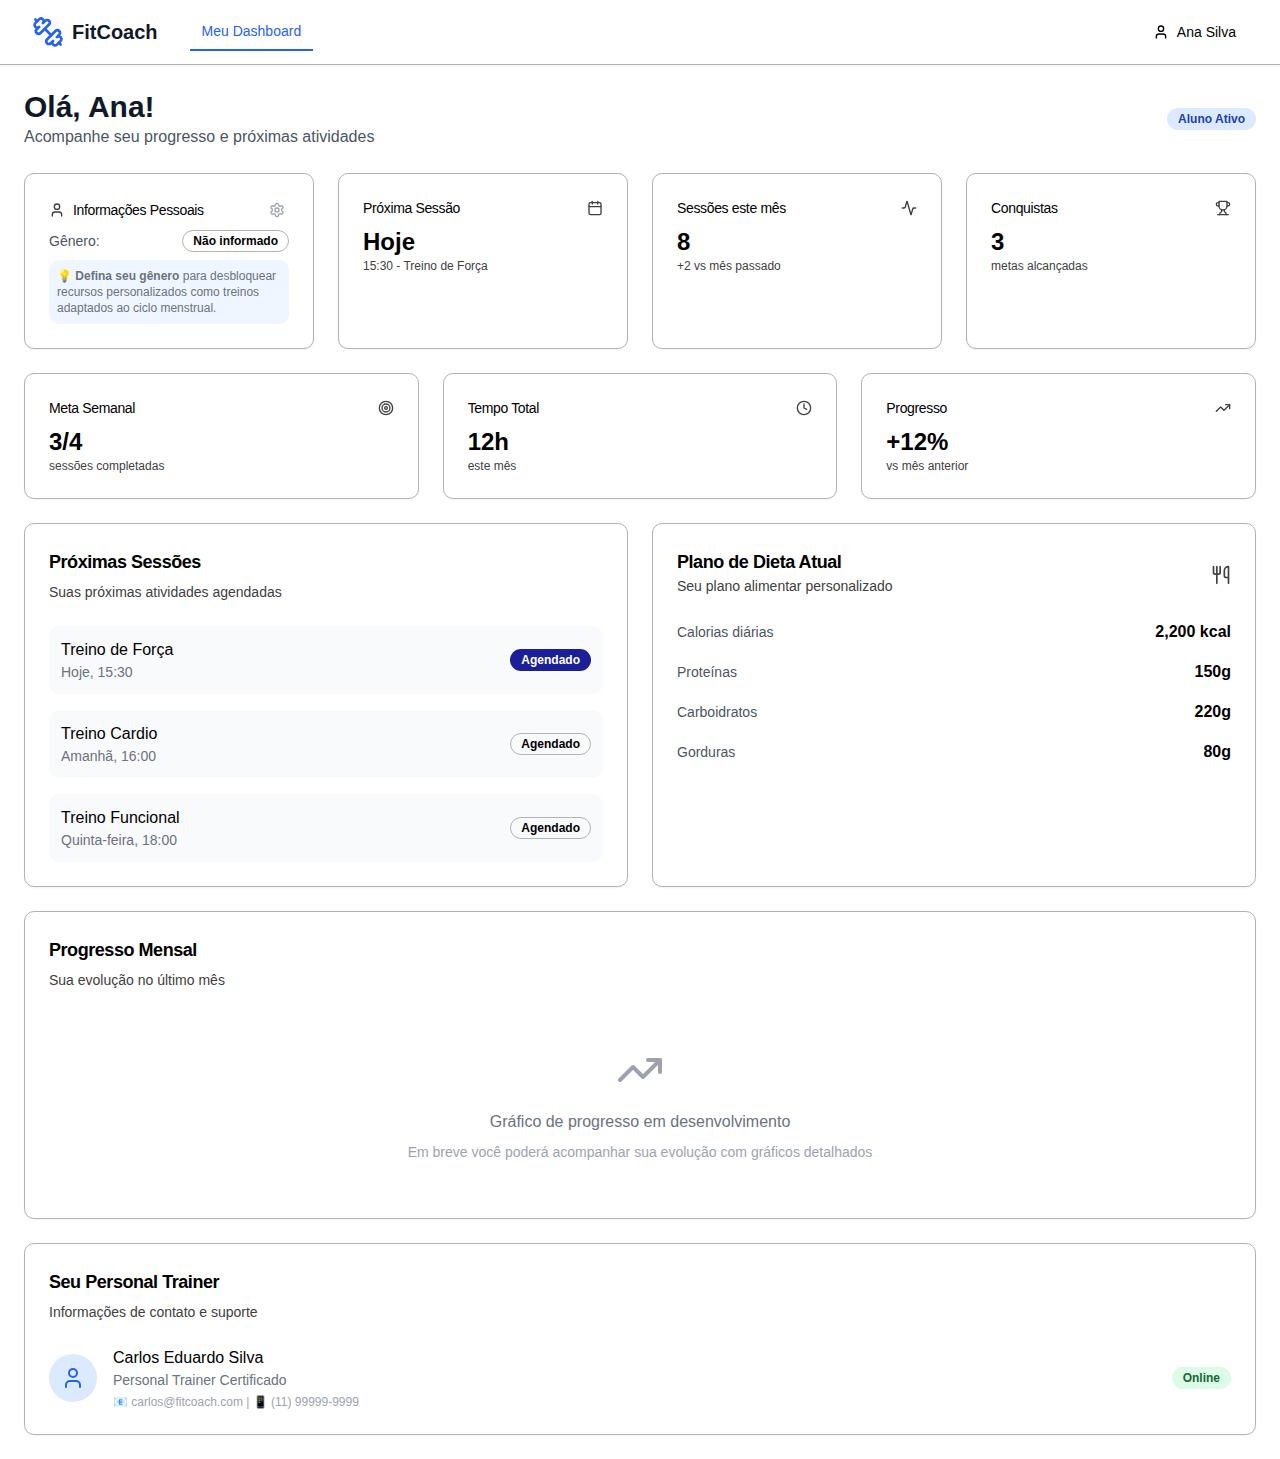 FitCoach
Meu Dashboard
Ana Silva
Olá, Ana!
Acompanhe seu progresso e próximas atividades
Aluno Ativo
Informações Pessoais
Gênero:
Não informado
💡 Defina seu gênero para desbloquear
recursos personalizados como treinos
adaptados ao ciclo menstrual.
Próxima Sessão
Hoje
15:30 - Treino de Força
Sessões este mês
8
+2 vs mês passado
Conquistas
3
metas alcançadas
Meta Semanal
3/4
sessões completadas
Tempo Total
12h
este mês
Progresso
+12%
vs mês anterior
Próximas Sessões
Suas próximas atividades agendadas
Treino de Força
Hoje, 15:30
Agendado
Treino Cardio
Amanhã, 16:00
Agendado
Treino Funcional
Quinta-feira, 18:00
Agendado
Plano de Dieta Atual
Seu plano alimentar personalizado
Calorias diárias
2,200 kcal
Proteínas
150g
Carboidratos
220g
Gorduras
80g
Progresso Mensal
Sua evolução no último mês
Gráfico de progresso em desenvolvimento
Em breve você poderá acompanhar sua evolução com gráficos detalhados
Seu Personal Trainer
Informações de contato e suporte
Carlos Eduardo Silva
Personal Trainer Certificado
📧 carlos@fitcoach.com | 📱 (11) 99999-9999
Online